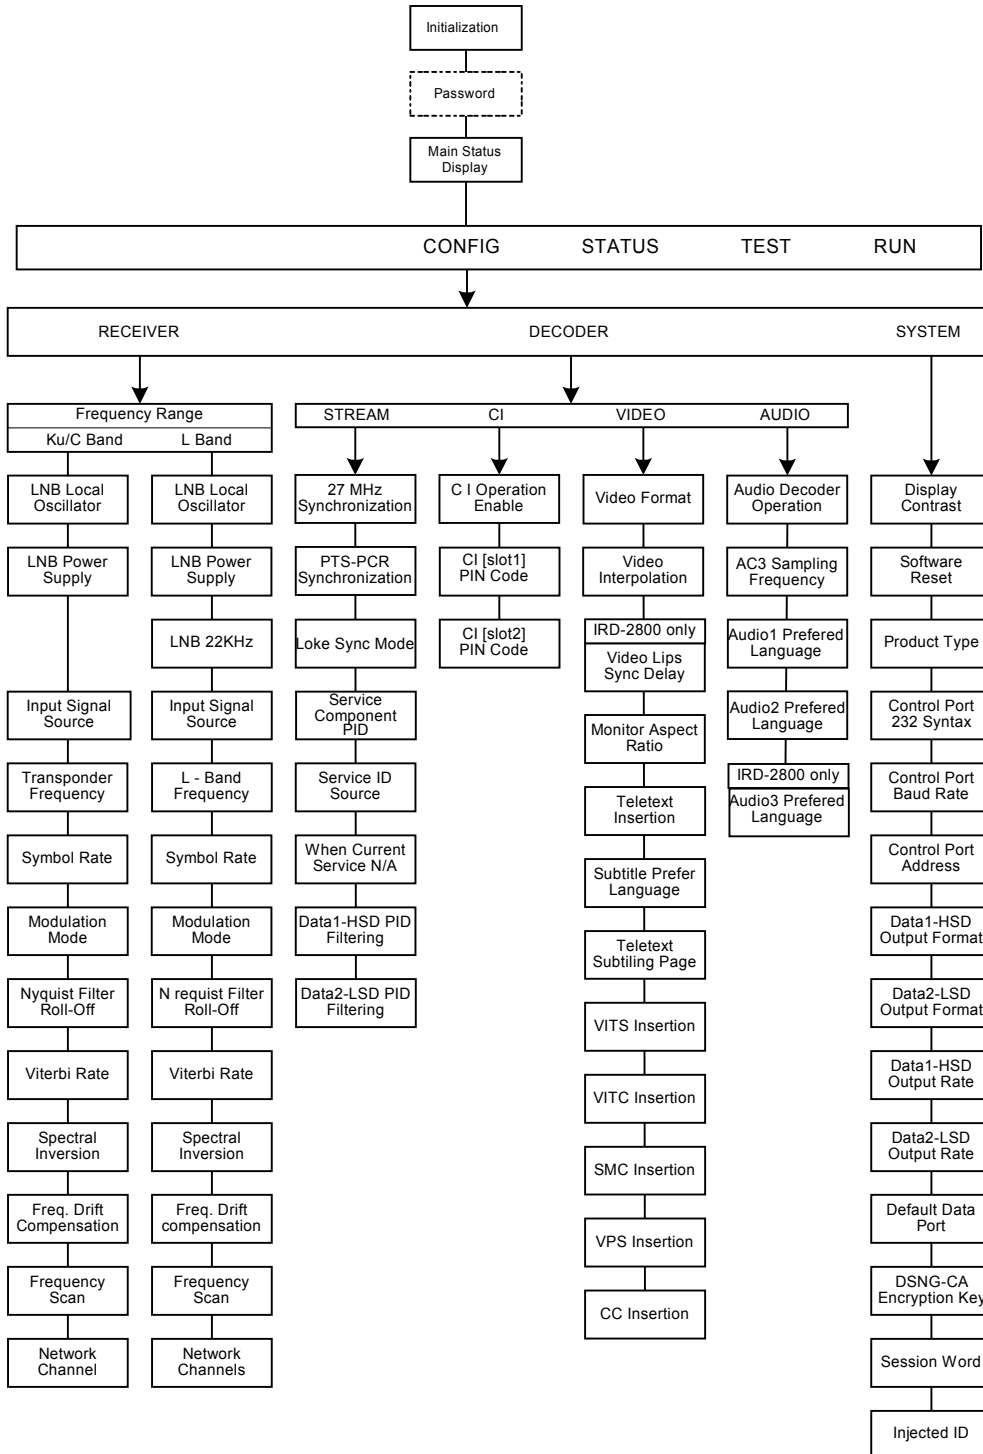 Initialization
Password
Main Status
Display
CONFIG STATUS TEST RUN
RECEIVER DECODER SYSTEM
Frequency Range
Ku/C Band L Band
LNB Local
Oscillator
LNB Power
Supply
Input Signal
Source
Transponder
Frequency
Symbol Rate
Modulation
Mode
Nyquist Filter
Roll-Off
Viterbi Rate
Spectral
Inversion
Freq. Drift
Compensation
Frequency
Scan
Network
Channel
LNB Local
Oscillator
LNB Power
Supply
LNB 22KHz
Input Signal
Source
L - Band
Frequency
Symbol Rate
Modulation
Mode
N requist Filter
Roll-Off
Viterbi Rate
Spectral
Inversion
Freq. Drift
compensation
Frequency
Scan
Network
Channels
STREAM CI VIDEO AUDIO
27 MHz
Synchronization
PTS-PCR
Synchronization
Loke Sync Mode
Service
Component
PID
Service ID
Source
When Current
Service N/A
Data1-HSD PID
Filtering
Data2-LSD PID
Filtering
C I Operation
Enable
CI [slot1]
PIN Code
CI [slot2]
PIN Code
Video Format
Video
Interpolation
IRD-2800 only
Video Lips
Sync Delay
Monitor Aspect
Ratio
Teletext
Insertion
Subtitle Prefer
Language
Teletext
Subtiling Page
VITS Insertion
VITC Insertion
SMC Insertion
VPS Insertion
CC Insertion
Audio Decoder
Operation
AC3 Sampling
Frequency
Audio1 Prefered
Language
Audio2 Prefered
Language
IRD-2800 only
Audio3 Prefered
Language
Display
Contrast
Software
Reset
Product Type
Control Port
232 Syntax
Control Port
Baud Rate
Control Port
Address
Data1-HSD
Output Format
Data2-LSD
Output Format
Data1-HSD
Output Rate
Data2-LSD
Output Rate
Default Data
Port
DSNG-CA
Encryption Key
Session Word
Injected ID